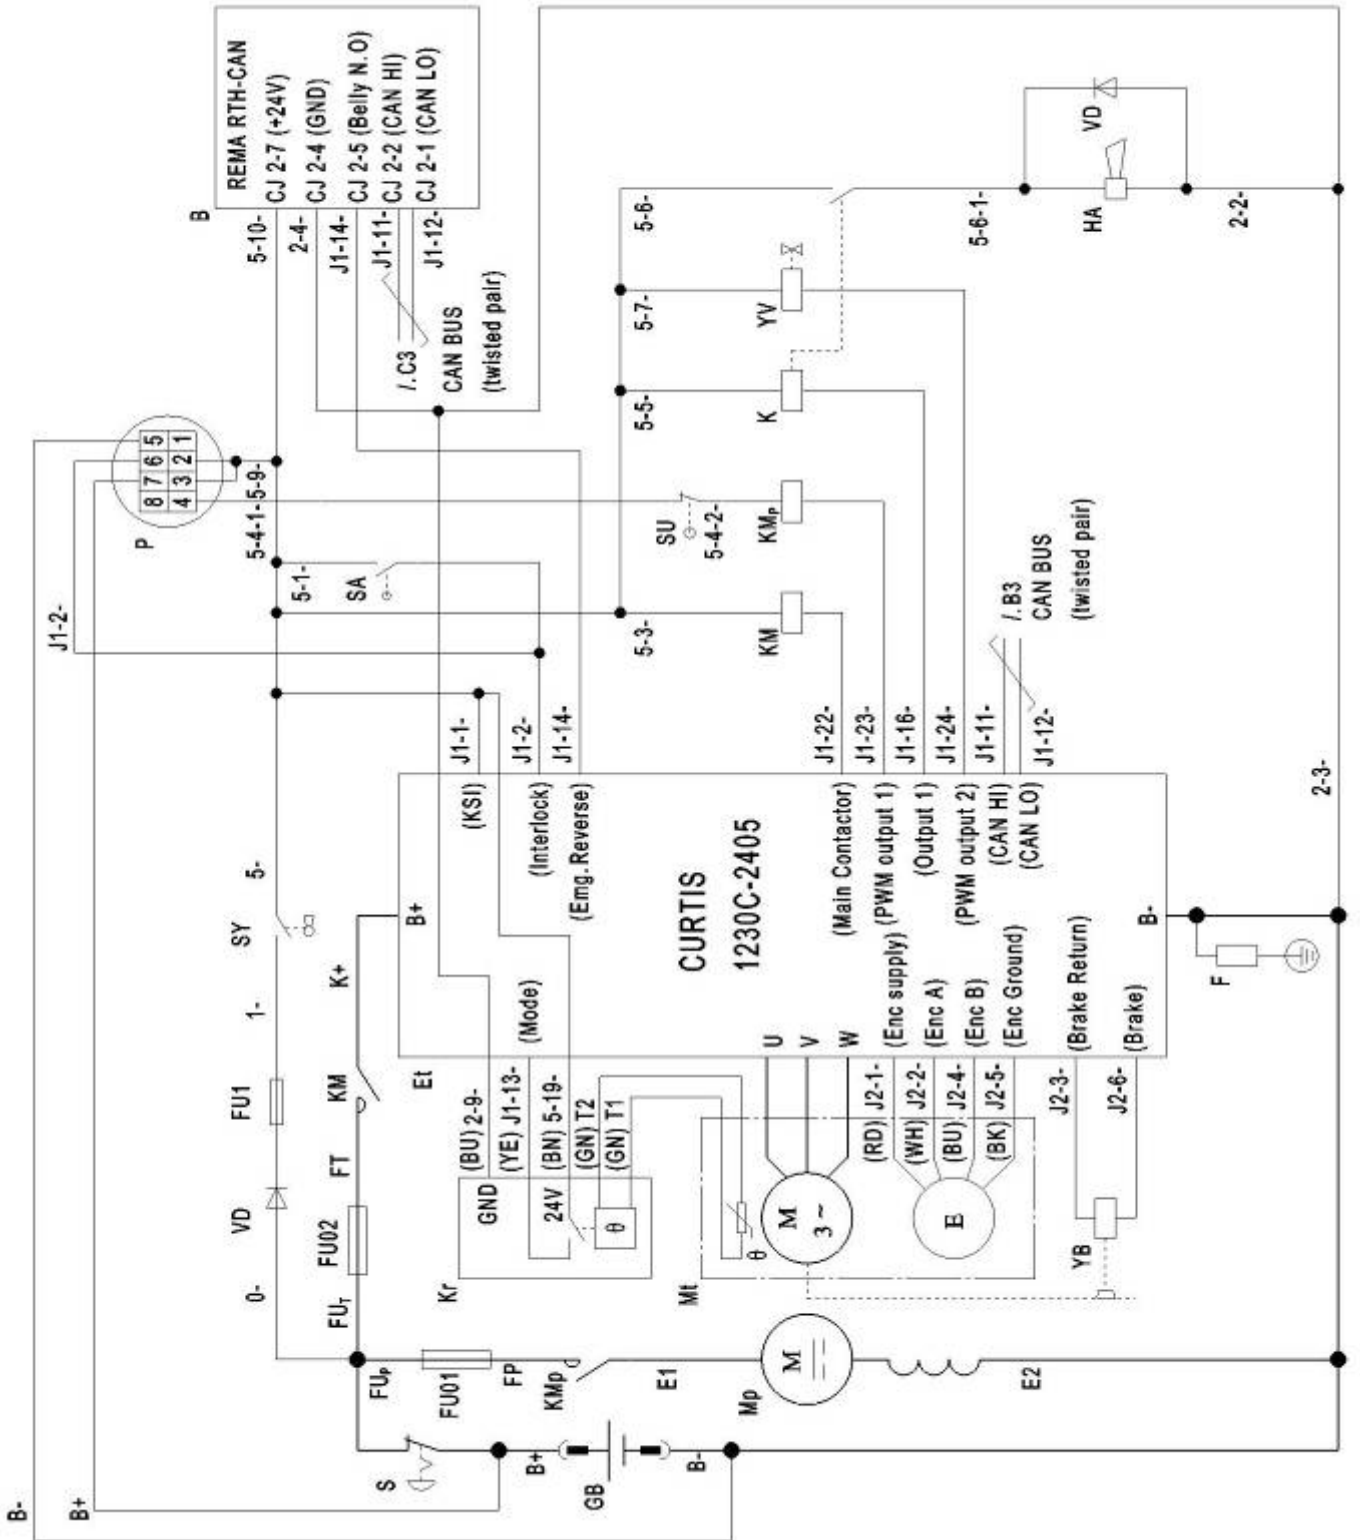 B-
B+
J1-2-
P
8 7 6 5
4 3 2 1
B
REMA RTH-CAN
CJ 2-7 (+24V)
CJ 2-4 (GND)
CJ 2-5 (Belly N.O)
CJ 2-2 (CAN HI)
CJ 2-1 (CAN LO)
5-10-
2-4-
J1-14-
J1-11-
J1-12-
/.C3
CAN BUS
(twisted pair)
0-
VD
FU1
1-
SY
5-
5-4-1-
5-9-
5-1-
SA
FUT
FU02
FT
KM
K+
S
FUP
FU01
FP
KMp
E1
Mp
M
E2
B+
GB
B-
Kr
GND
24V
θ
(BU) 2-9-
(YE) J1-13-
(BN) 5-19-
(GN) T2
(GN) T1
Et
B+
(Mode)
(KSI)
(Interlock)
(Emg.Reverse)
J1-1-
J1-2-
J1-14-
CURTIS
1230C-2405
Mt
θ
M
3~
E
U
V
W
(RD) J2-1-
(WH) J2-2-
(BU) J2-4-
(BK) J2-5-
(Enc supply)
(Enc A)
(Enc B)
(Enc Ground)
YB
J2-3-
J2-6-
(Brake Return)
(Brake)
B-
(Main Contactor)
(PWM output 1)
(Output 1)
(PWM output 2)
(CAN HI)
(CAN LO)
J1-22-
J1-23-
J1-16-
J1-24-
J1-11-
J1-12-
/.B3
CAN BUS
(twisted pair)
5-3-
KM
SU
5-4-2-
KMP
5-5-
K
5-7-
YV
5-6-
5-6-1-
HA
VD
2-2-
F
2-3-